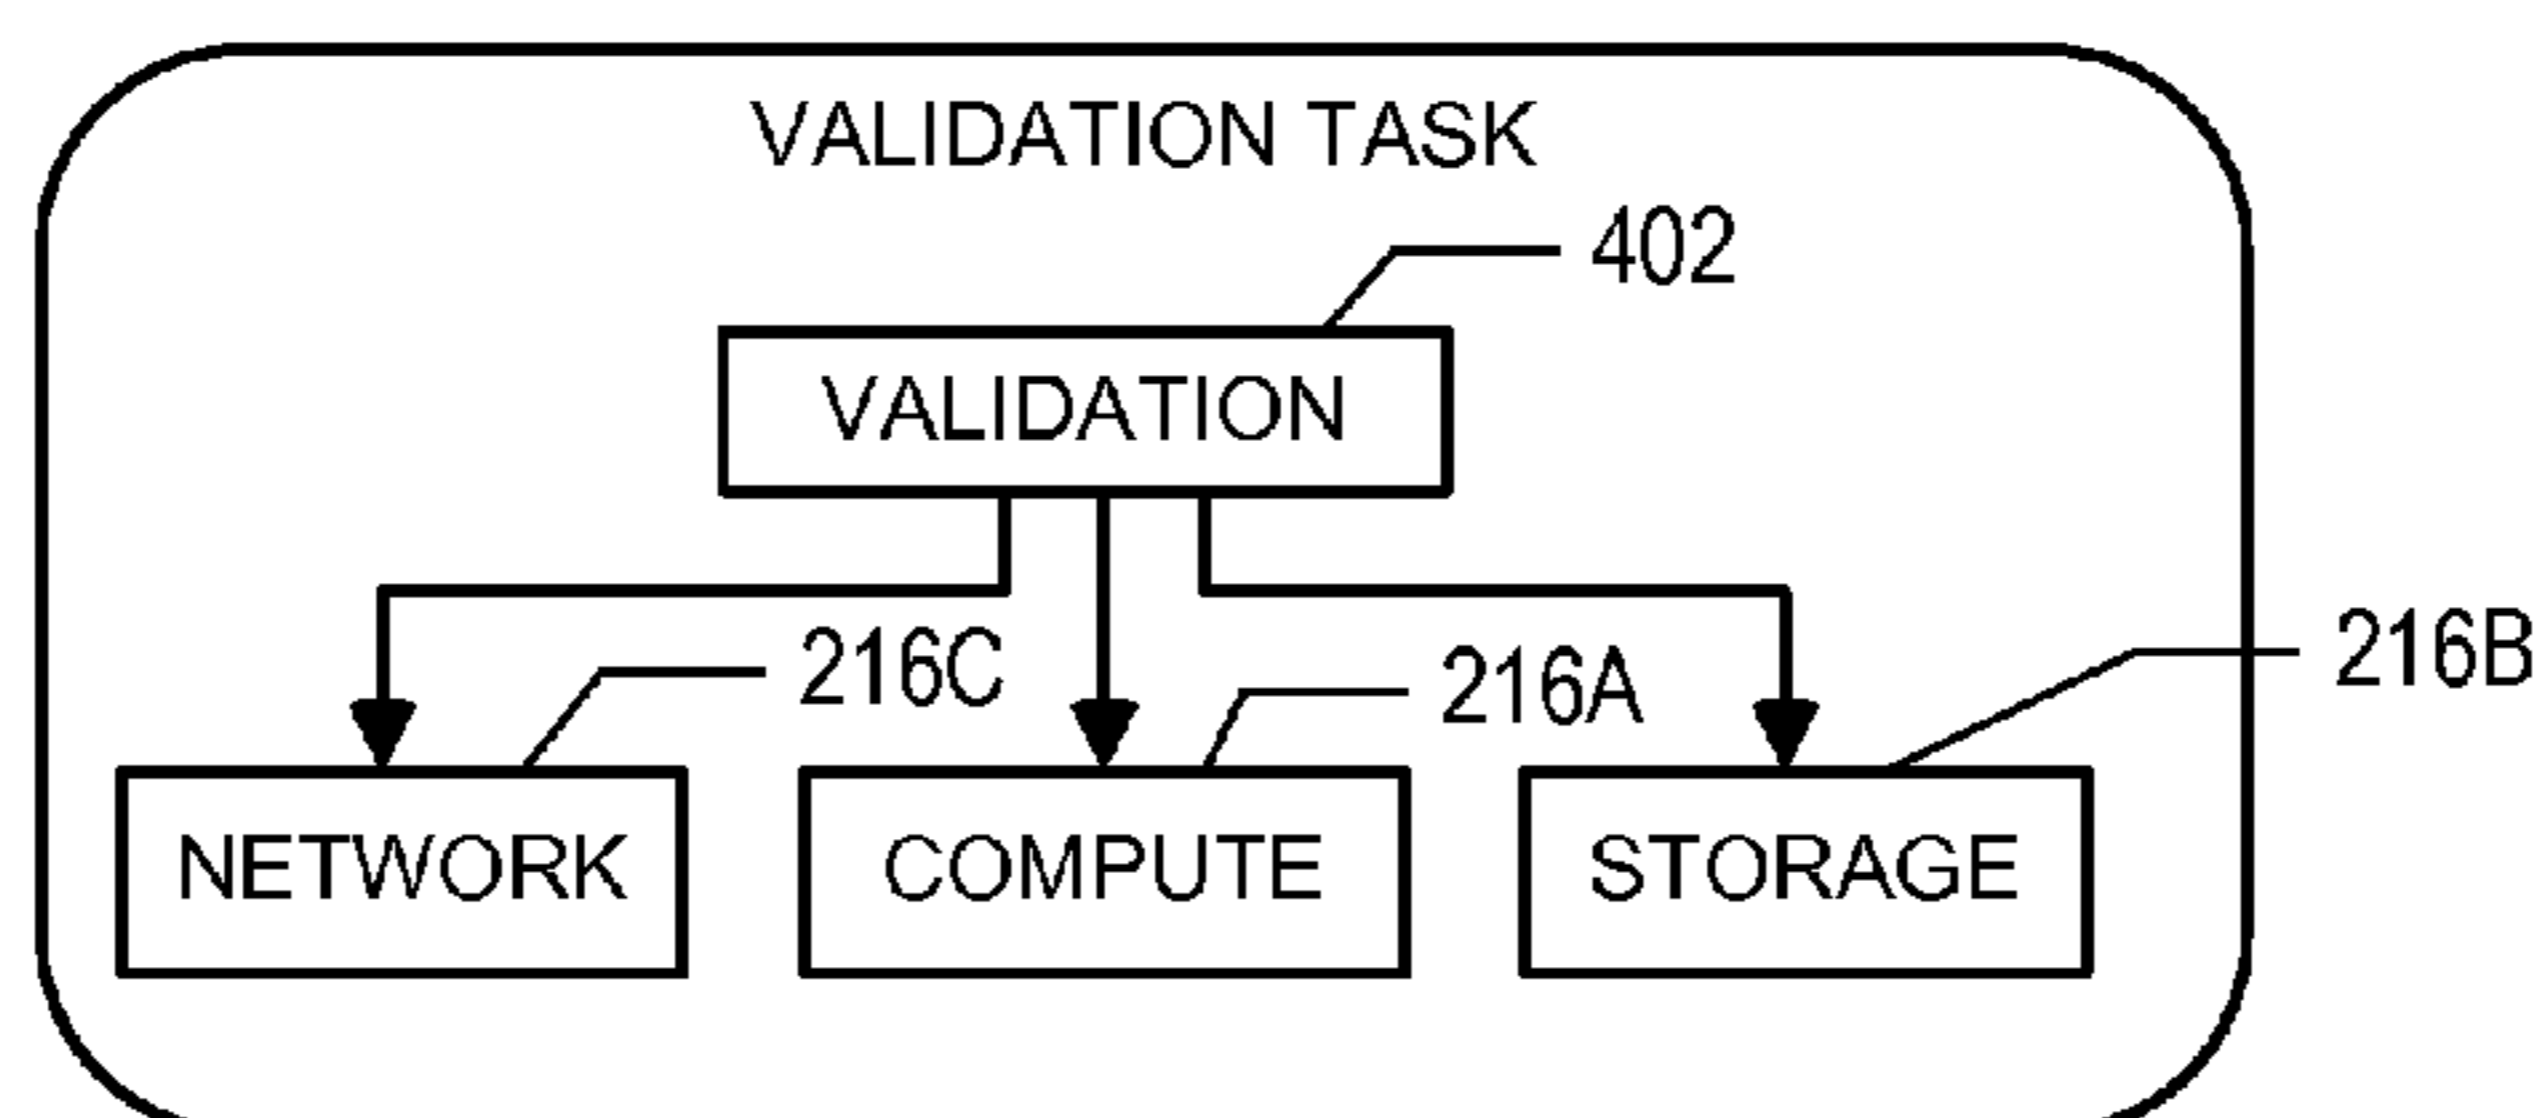 VALIDATION TASK
402
VALIDATION
216C
216A
216B
NETWORK
COMPUTE
STORAGE